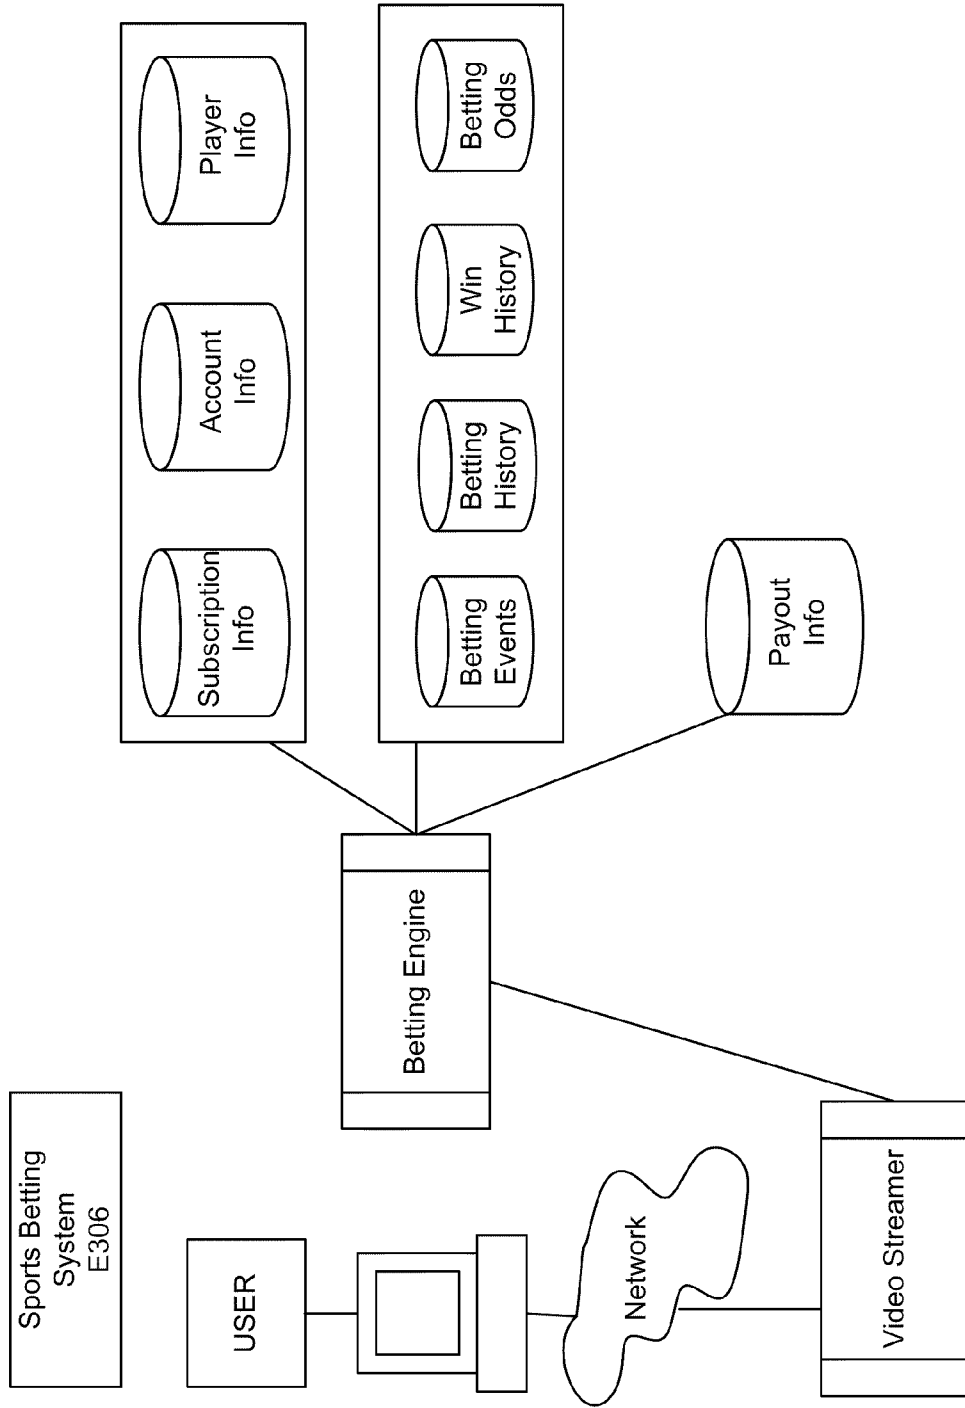 Sports Betting
System
E306
USER
Network
Video Streamer
Betting Engine
Subscription
Info
Account
Info
Player
Info
Betting
Events
Betting
History
Win
History
Betting
Odds
Payout
Info